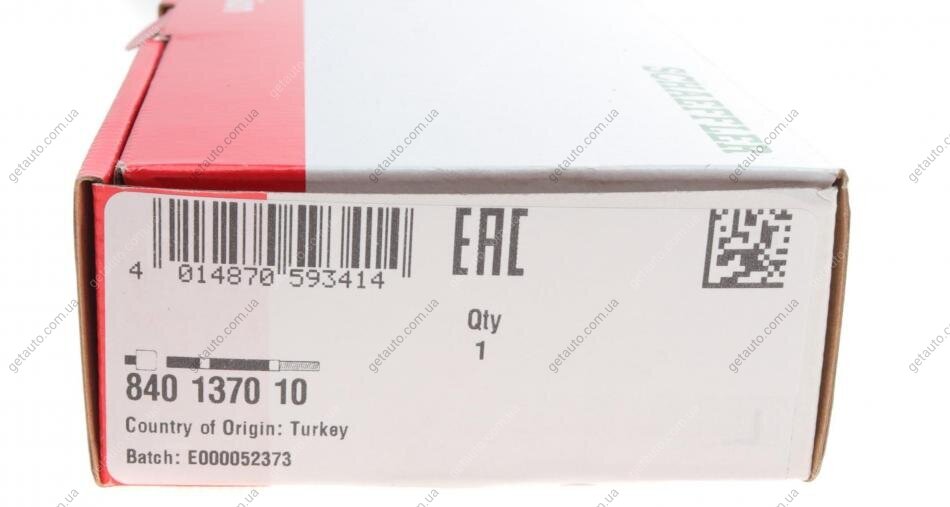 SCHAEFFLER
EAC
4 014870 593414
Qty
1
840 1370 10
Country of Origin: Turkey
Batch: E000052373
getauto.com.ua